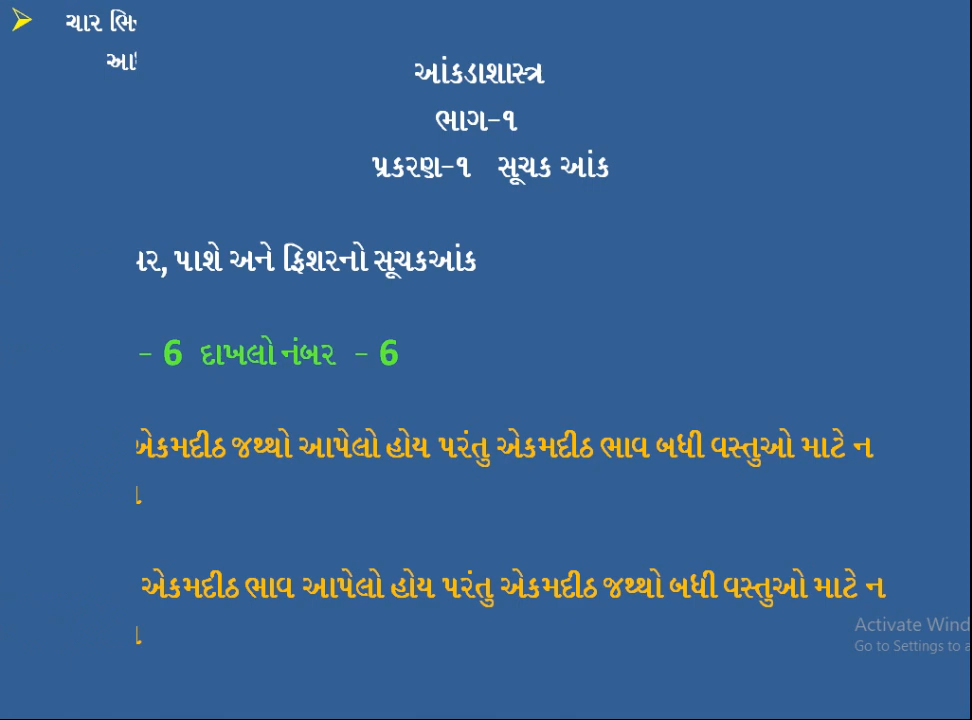 ચાર
આંકડાશાસ્ત્ર
ભાગ-૧
પ્રકરણ-૧ સૂચક આંક
પાશે અને ફિશરનો સૂચકઆંક
- 6 દાખલો નંબર - 6
એકમદીઠ જથ્થો આપેલો હોય પરંતુ એકમદીઠ ભાવ બધી વસ્તુઓ માટે ન
એકમદીઠ ભાવ આપેલો હોય પરંતુ એકમદીઠ જથ્થો બધી વસ્તુઓ માટે ન
Activate Wind
Go to Settings to a